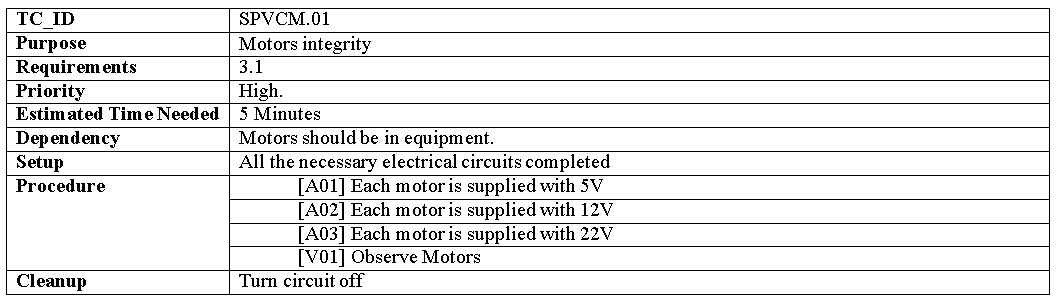 TC_ID SPVCM.01
Purpose Motors integrity
Requirements 3.1
Priority High.
Estimated Time Needed 5 Minutes
Dependency Motors should be in equipment.
Setup All the necessary electrical circuits completed
Procedure [A01] Each motor is supplied with 5V
[A02] Each motor is supplied with 12V
[A03] Each motor is supplied with 22V
[V01] Observe Motors
Cleanup Turn circuit off